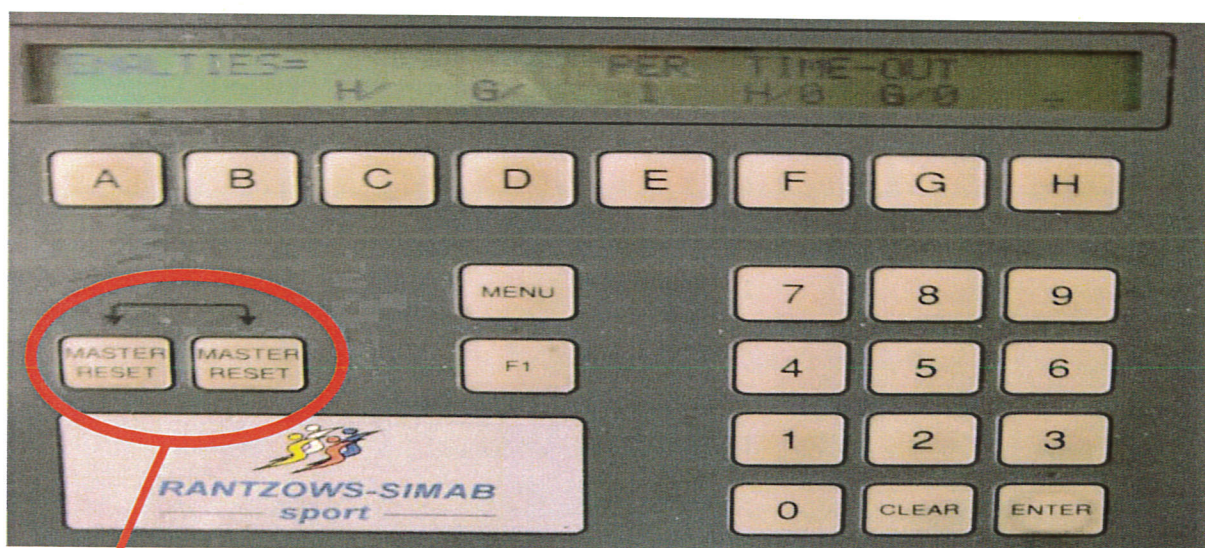 ENALTIES= PER TIME-OUT
H/ G/ 1 H/0 G/0 _
A B C D E F G H
MENU 7 8 9
MASTER RESET MASTER RESET F1 4 5 6
1 2 3
RANTZOWS-SIMAB
sport
0 CLEAR ENTER